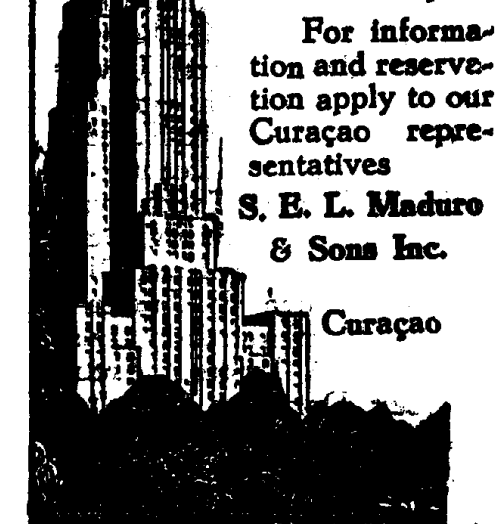 For informa-
tion and reserva-
tion apply to our
Curaçao repre-
sentatives
S. E. L. Maduro
& Sons Inc.
Curaçao